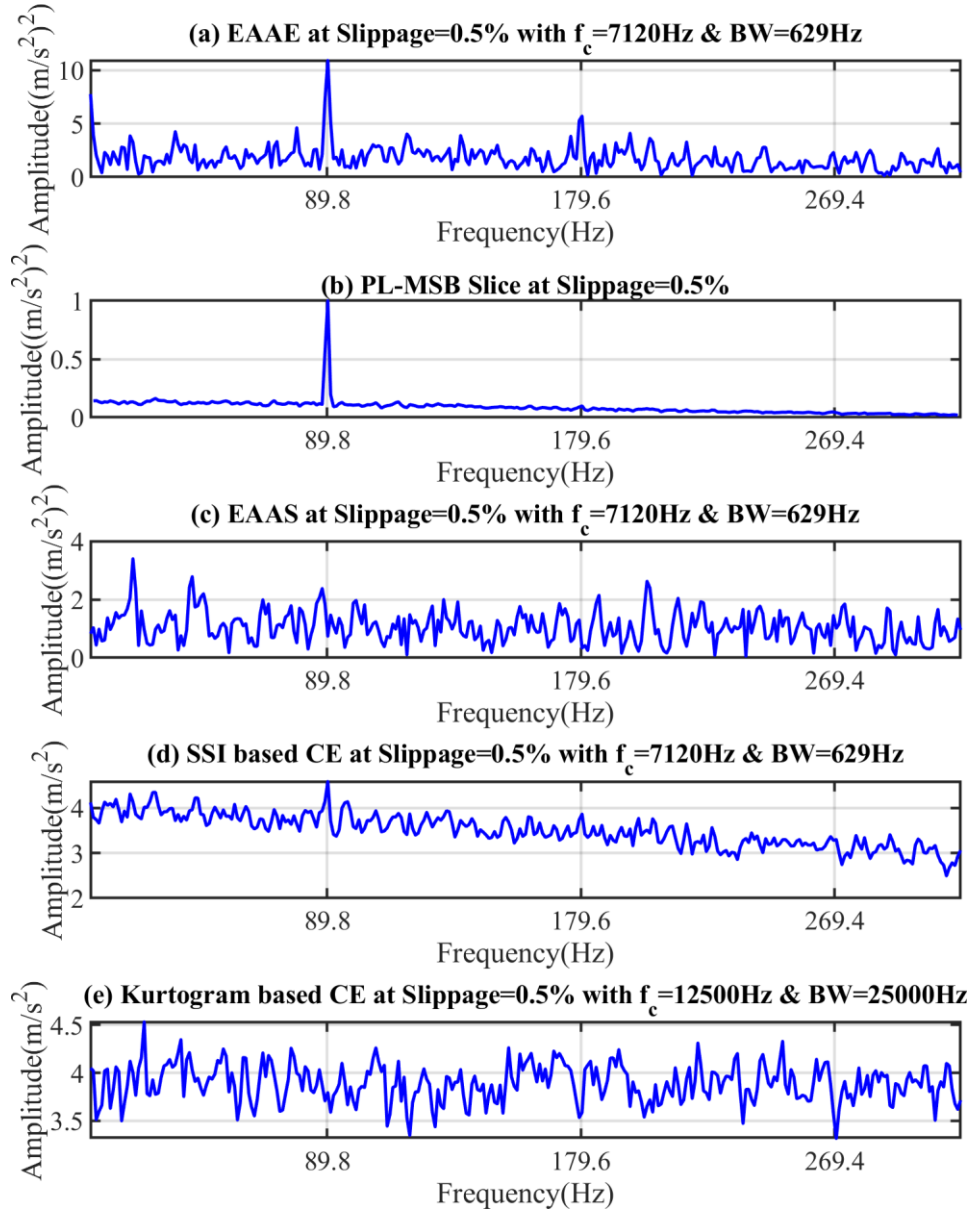 (a) EAAE at Slippage=0.5% with f_c=7120Hz & BW=629Hz
Amplitude((m/s²)²)
10
5
0
89.8 179.6 269.4
Frequency(Hz)
(b) PL-MSB Slice at Slippage=0.5%
Amplitude((m/s²)²)
1
0.5
0
89.8 179.6 269.4
Frequency(Hz)
(c) EAAS at Slippage=0.5% with f_c=7120Hz & BW=629Hz
Amplitude((m/s²)²)
4
2
0
89.8 179.6 269.4
Frequency(Hz)
(d) SSI based CE at Slippage=0.5% with f_c=7120Hz & BW=629Hz
Amplitude(m/s²)
4
3
2
89.8 179.6 269.4
Frequency(Hz)
(e) Kurtogram based CE at Slippage=0.5% with f_c=12500Hz & BW=25000Hz
Amplitude(m/s²)
4.5
4
3.5
89.8 179.6 269.4
Frequency(Hz)